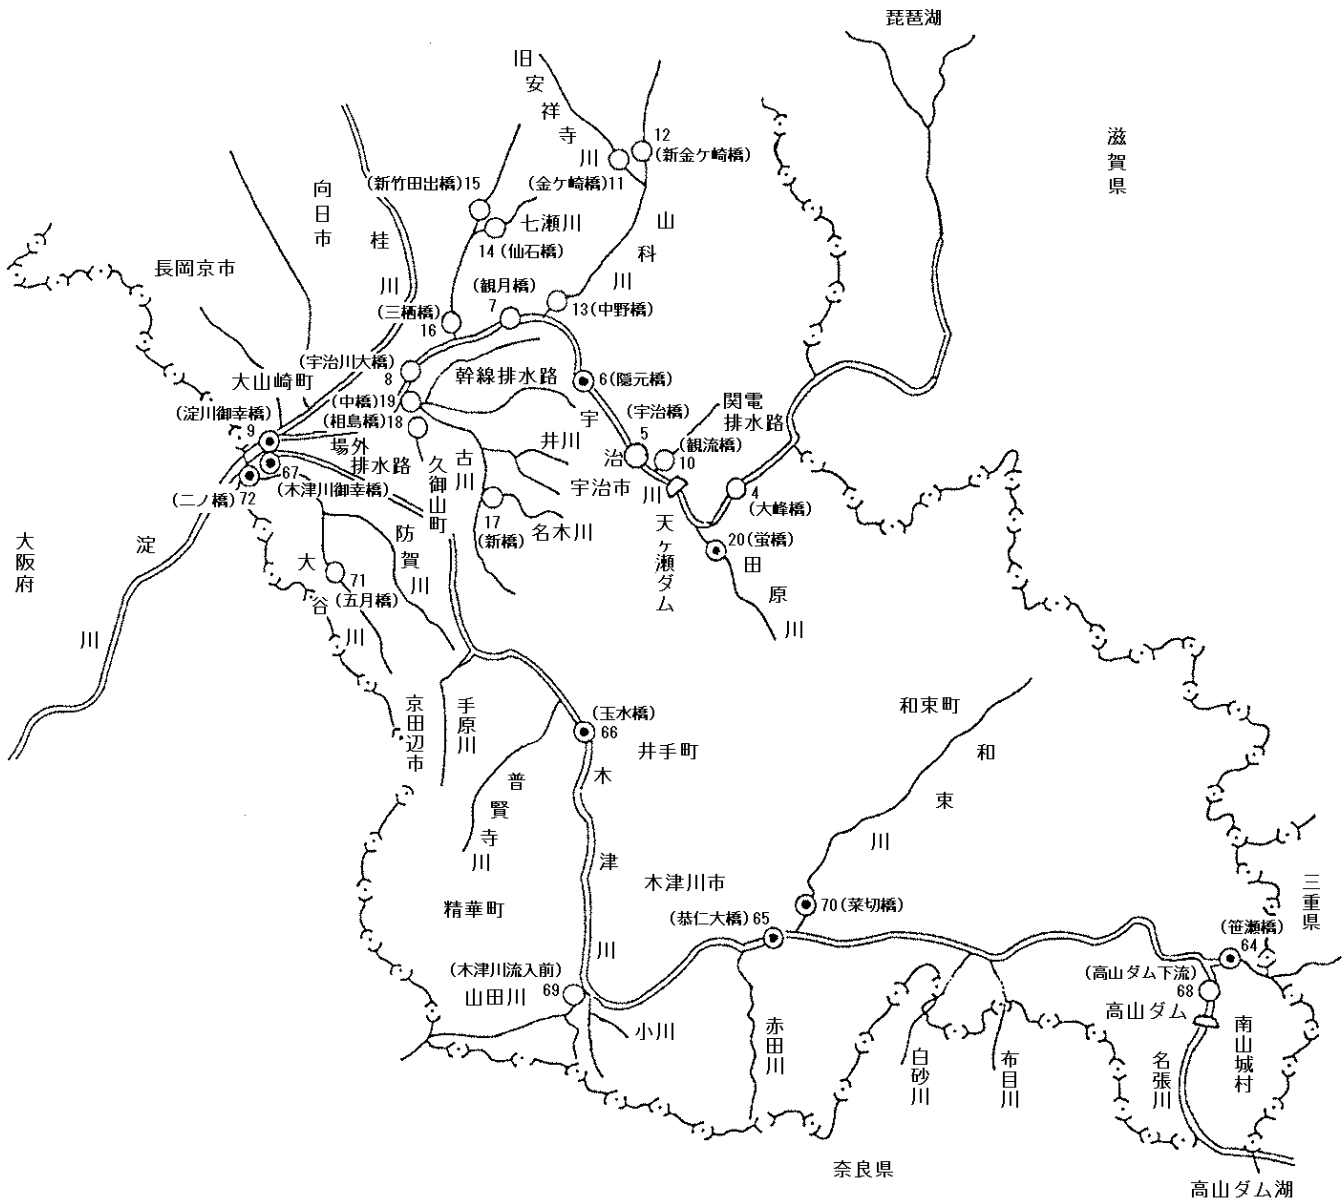 琵琶湖
滋賀県
旧安祥寺川
12
(新金ケ崎橋)
(金ケ崎橋)11
(新竹田出橋)15
向日市
桂川
七瀬川
14(仙石橋)
山科川
長岡京市
(観月橋)
7
13(中野橋)
(三栖橋)
16
(宇治川大橋)
8
大山崎町
幹線排水路
6(隠元橋)
関電
排水路
(中橋)19
(淀川御幸橋)
9
(相島橋)18
宇治川
(宇治橋)
5
(観流橋)
10
場外
排水路
67
(木津川御幸橋)
(二ノ橋)
72
久御山町
古川
井川
宇治市
4
(大峰橋)
17
(新橋)
名木川
天ヶ瀬ダム
20(蛍橋)
田原川
大阪府
淀川
防賀川
大谷川
71
(五月橋)
京田辺市
手原川
普賢寺川
(玉水橋)
66
井手町
和束町
和束川
木津川
精華町
木津川市
70(菜切橋)
(恭仁大橋)65
三重県
(笹瀬橋)
64
(高山ダム下流)
68
高山ダム
(木津川流入前)
69
山田川
小川
赤田川
白砂川
布目川
名張川
南山城村
奈良県
高山ダム湖